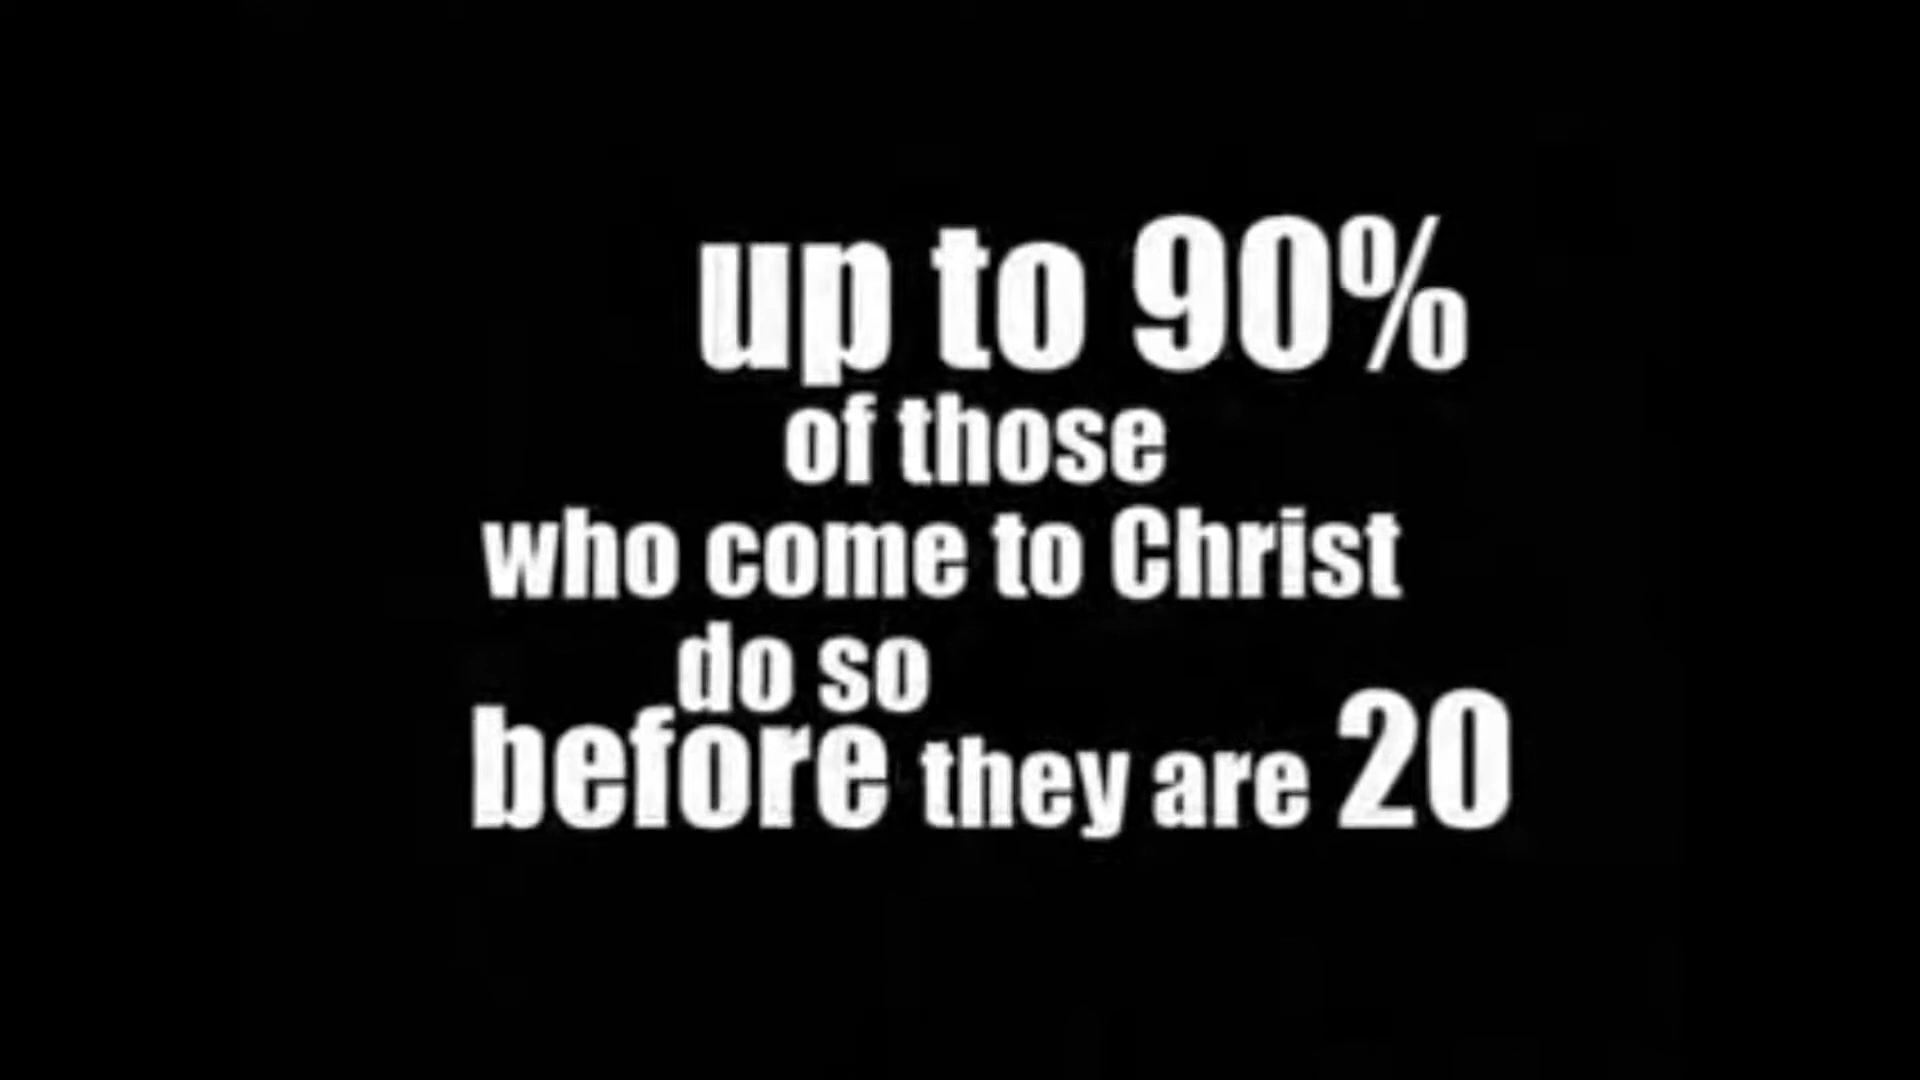 up to 90%
of those
who come to Christ
do so
before they are 20